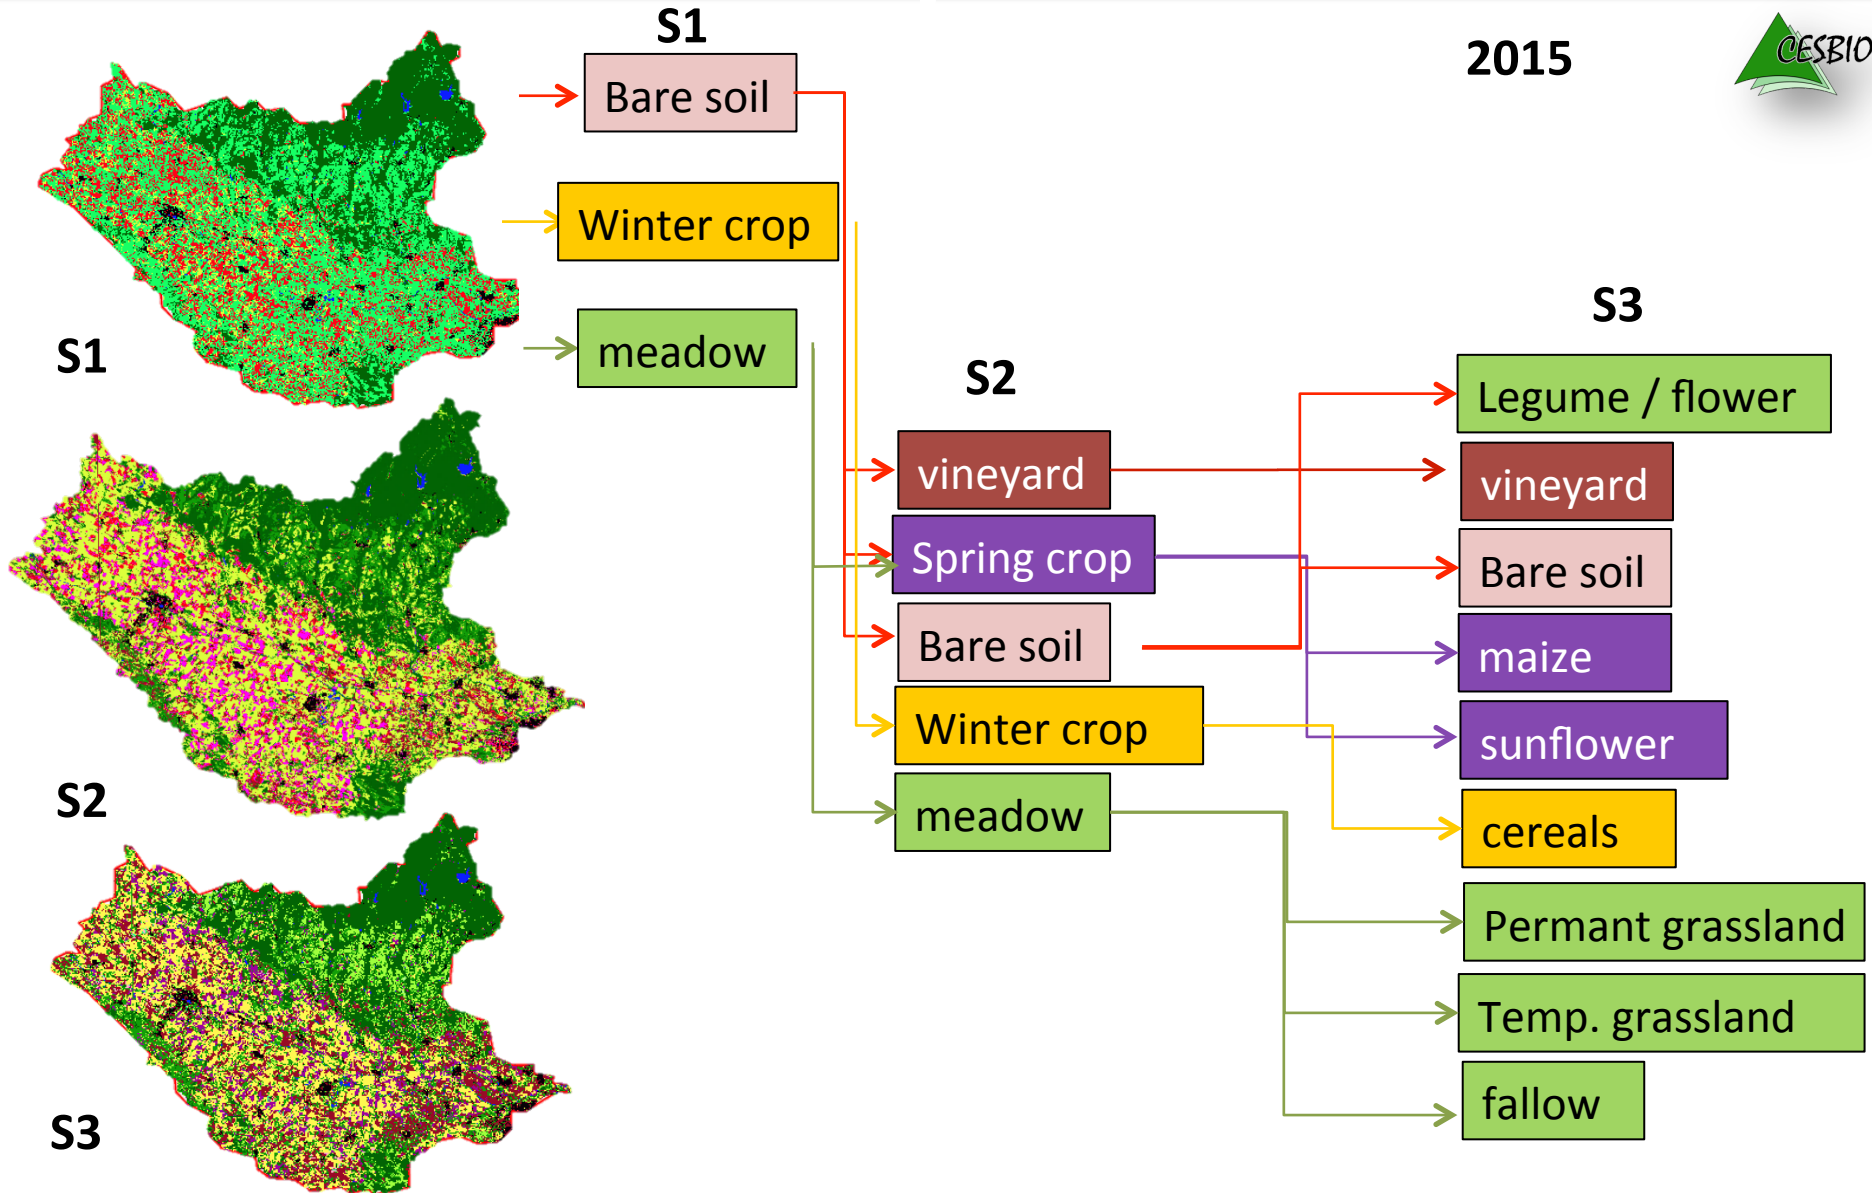 S1
2015
CESBIO
Bare soil
Winter crop
meadow
S1
S2
S3
vineyard
Spring crop
Bare soil
Winter crop
meadow
Legume / flower
vineyard
Bare soil
maize
sunflower
cereals
Permant grassland
Temp. grassland
fallow
S2
S3